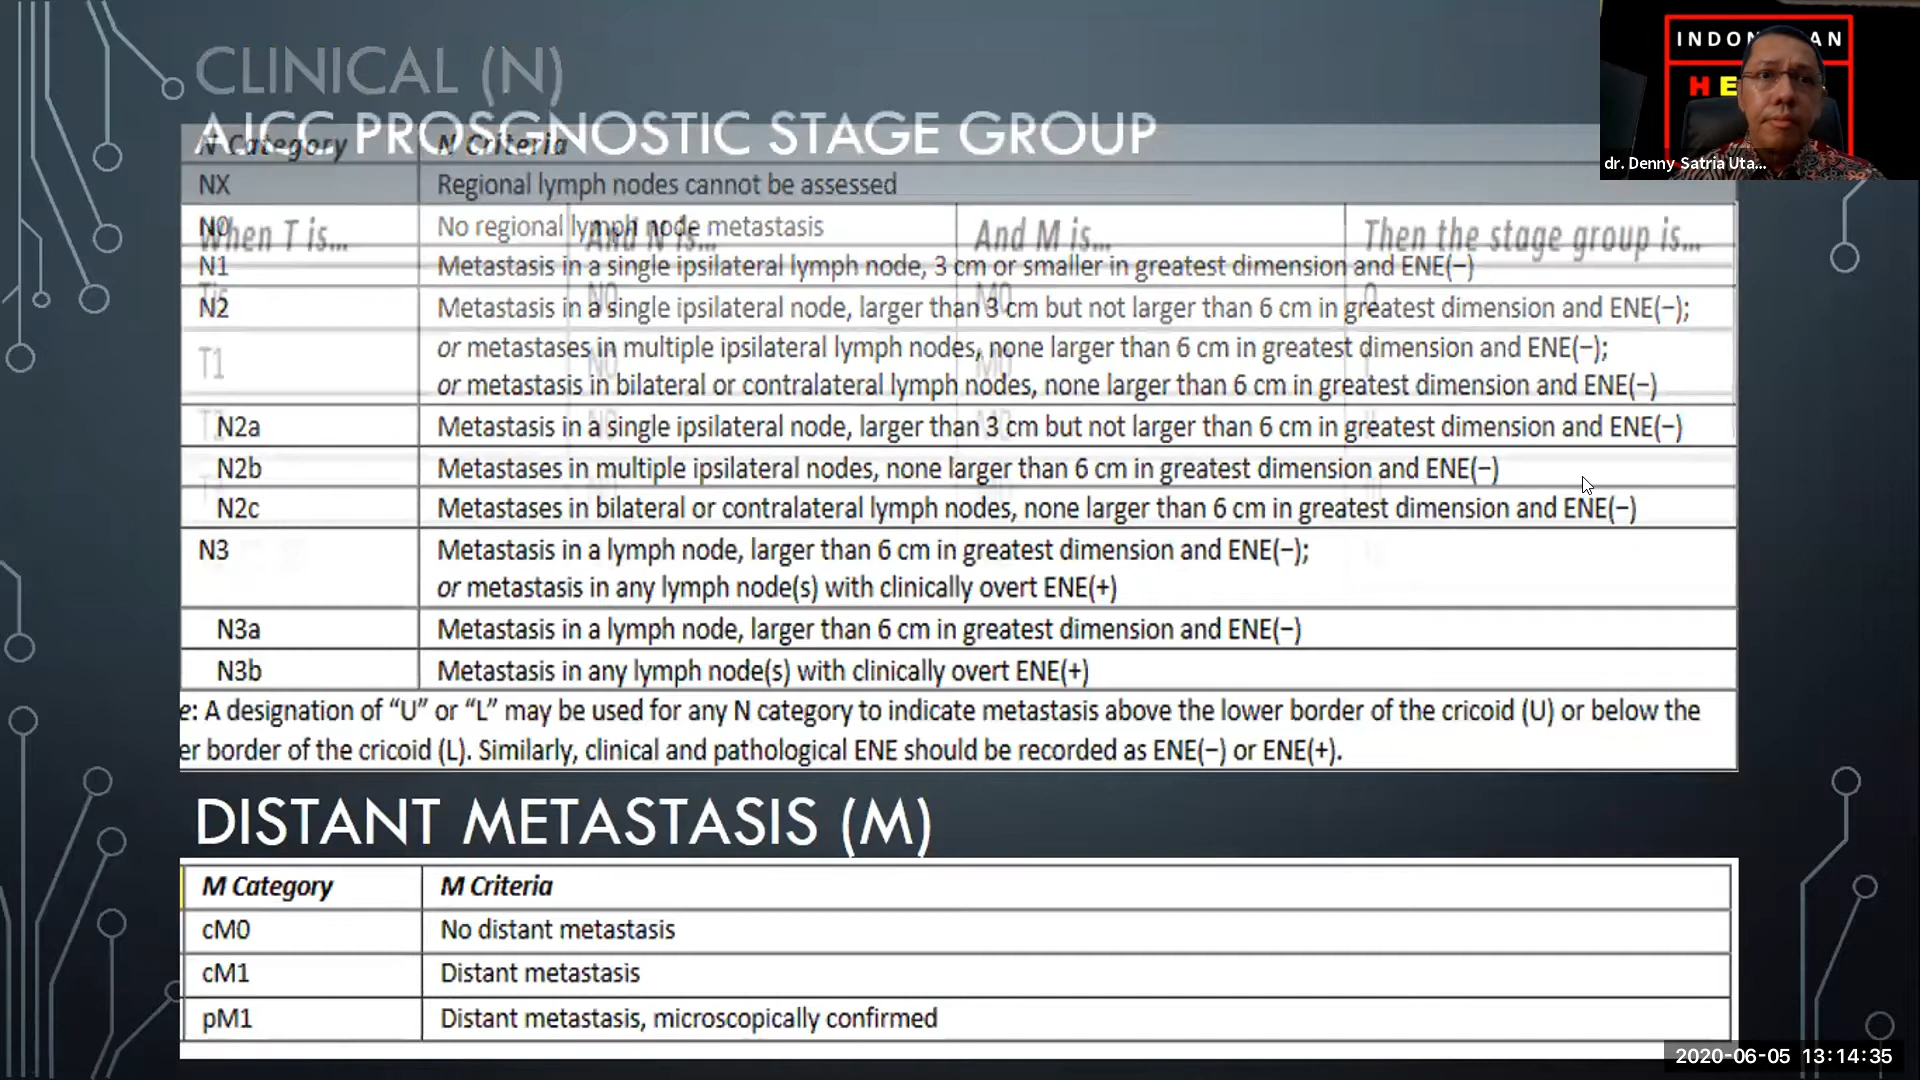 CLINICAL (N)
AJCC PROSGNOSTIC STAGE GROUP
N Category N Criteria
NX Regional lymph nodes cannot be assessed
N0 No regional lymph node metastasis
When T is... And N is... And M is... Then the stage group is...
N1 Metastasis in a single ipsilateral lymph node, 3 cm or smaller in greatest dimension and ENE(−)
Tis N0 M0 0
N2 Metastasis in a single ipsilateral node, larger than 3 cm but not larger than 6 cm in greatest dimension and ENE(−);
or metastases in multiple ipsilateral lymph nodes, none larger than 6 cm in greatest dimension and ENE(−);
T1 N0 M0 I
or metastasis in bilateral or contralateral lymph nodes, none larger than 6 cm in greatest dimension and ENE(−)
N2a Metastasis in a single ipsilateral node, larger than 3 cm but not larger than 6 cm in greatest dimension and ENE(−)
N2b Metastases in multiple ipsilateral nodes, none larger than 6 cm in greatest dimension and ENE(−)
N2c Metastases in bilateral or contralateral lymph nodes, none larger than 6 cm in greatest dimension and ENE(−)
N3 Metastasis in a lymph node, larger than 6 cm in greatest dimension and ENE(−);
or metastasis in any lymph node(s) with clinically overt ENE(+)
N3a Metastasis in a lymph node, larger than 6 cm in greatest dimension and ENE(−)
N3b Metastasis in any lymph node(s) with clinically overt ENE(+)
e: A designation of “U” or “L” may be used for any N category to indicate metastasis above the lower border of the cricoid (U) or below the
er border of the cricoid (L). Similarly, clinical and pathological ENE should be recorded as ENE(−) or ENE(+).
DISTANT METASTASIS (M)
M Category M Criteria
cM0 No distant metastasis
cM1 Distant metastasis
pM1 Distant metastasis, microscopically confirmed
INDON AN
HE
dr. Denny Satria Uta...
2020-06-05 13:14:35